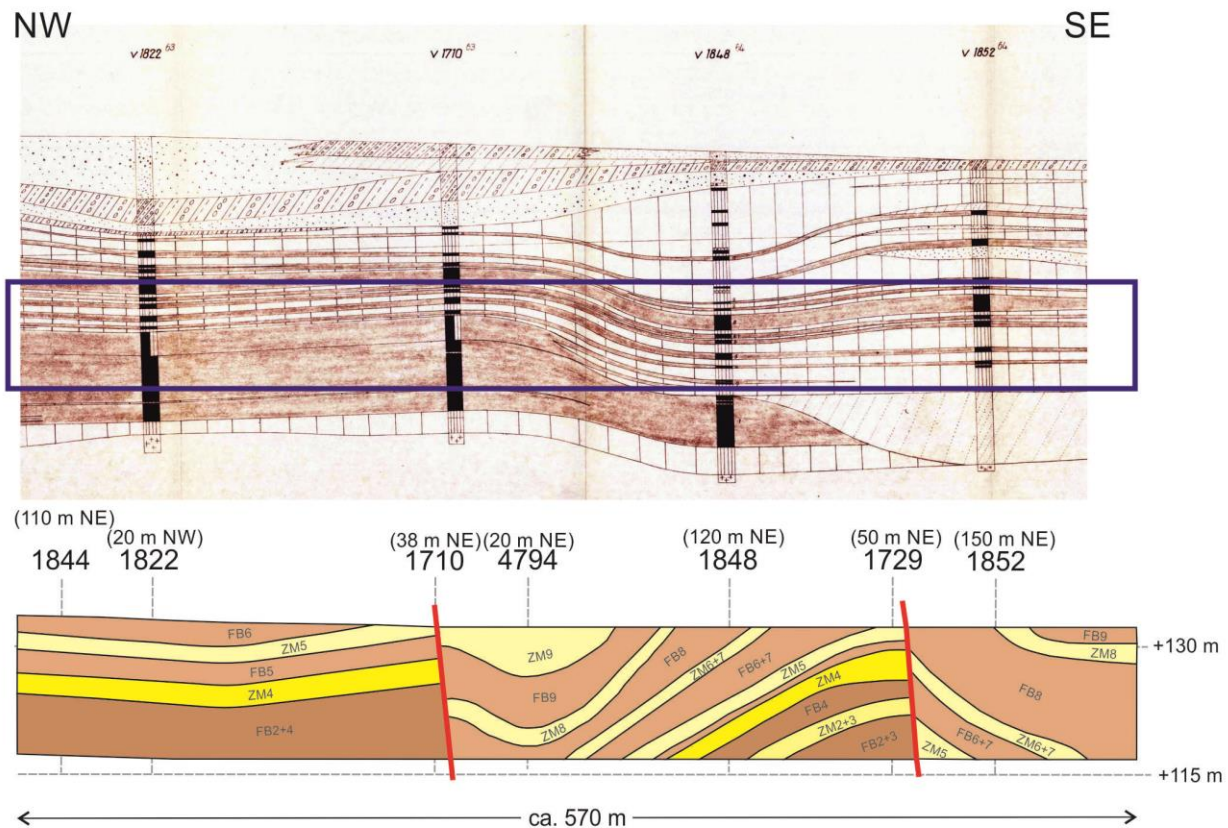 NW
SE
v 1822 63
v 1710 63
v 1848 64
v 1852 64
(110 m NE)
1844
(20 m NW)
1822
(38 m NE)
1710
(20 m NE)
4794
(120 m NE)
1848
(50 m NE)
1729
(150 m NE)
1852
FB6
ZM5
FB5
ZM4
FB2+4
ZM9
FB9
ZM8
FB8
ZM6+7
FB6+7
ZM5
ZM4
FB4
ZM2+3
FB2+3
FB9
ZM8
FB8
FB6+7
ZM6+7
ZM5
+130 m
+115 m
ca. 570 m